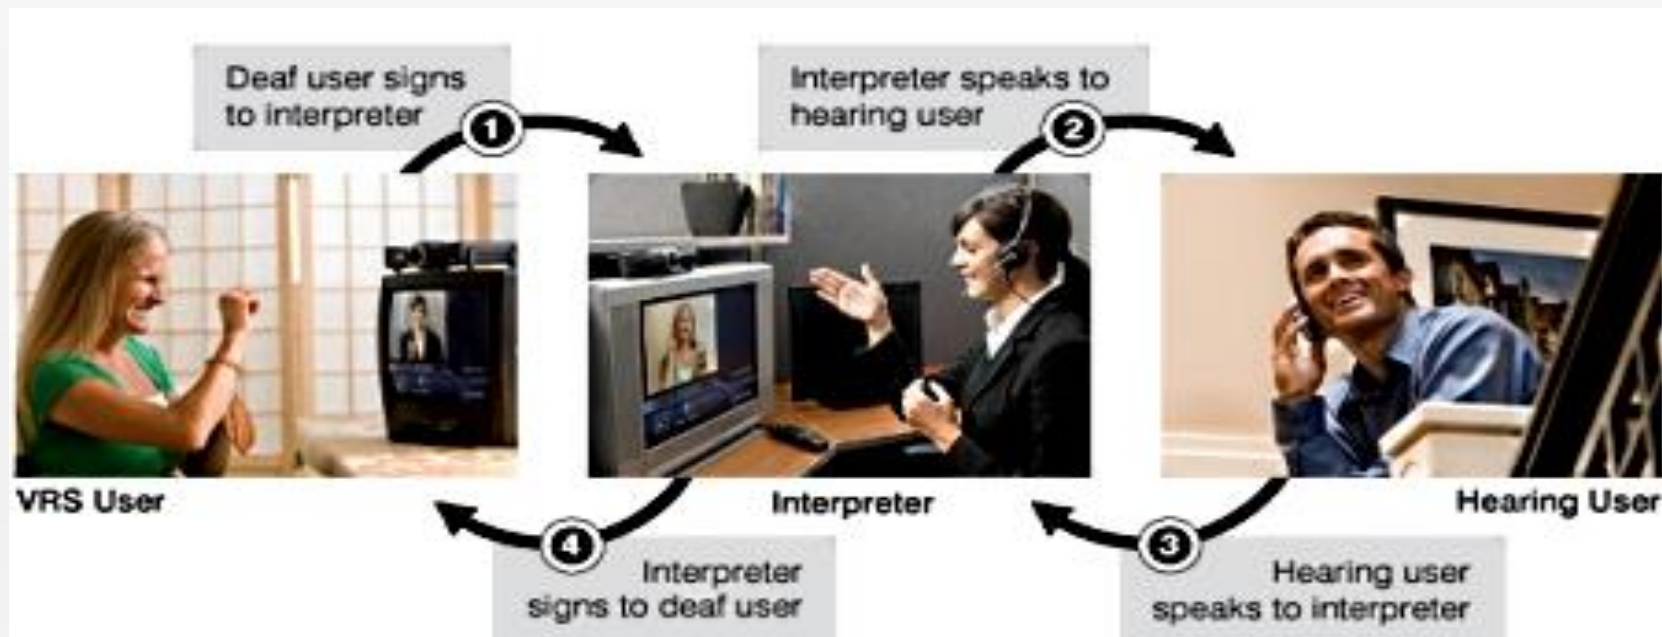 Deaf user signs
to interpreter
1
Interpreter speaks to
hearing user
2
VRS User
Interpreter
Hearing User
4
Interpreter
signs to deaf user
3
Hearing user
speaks to interpreter